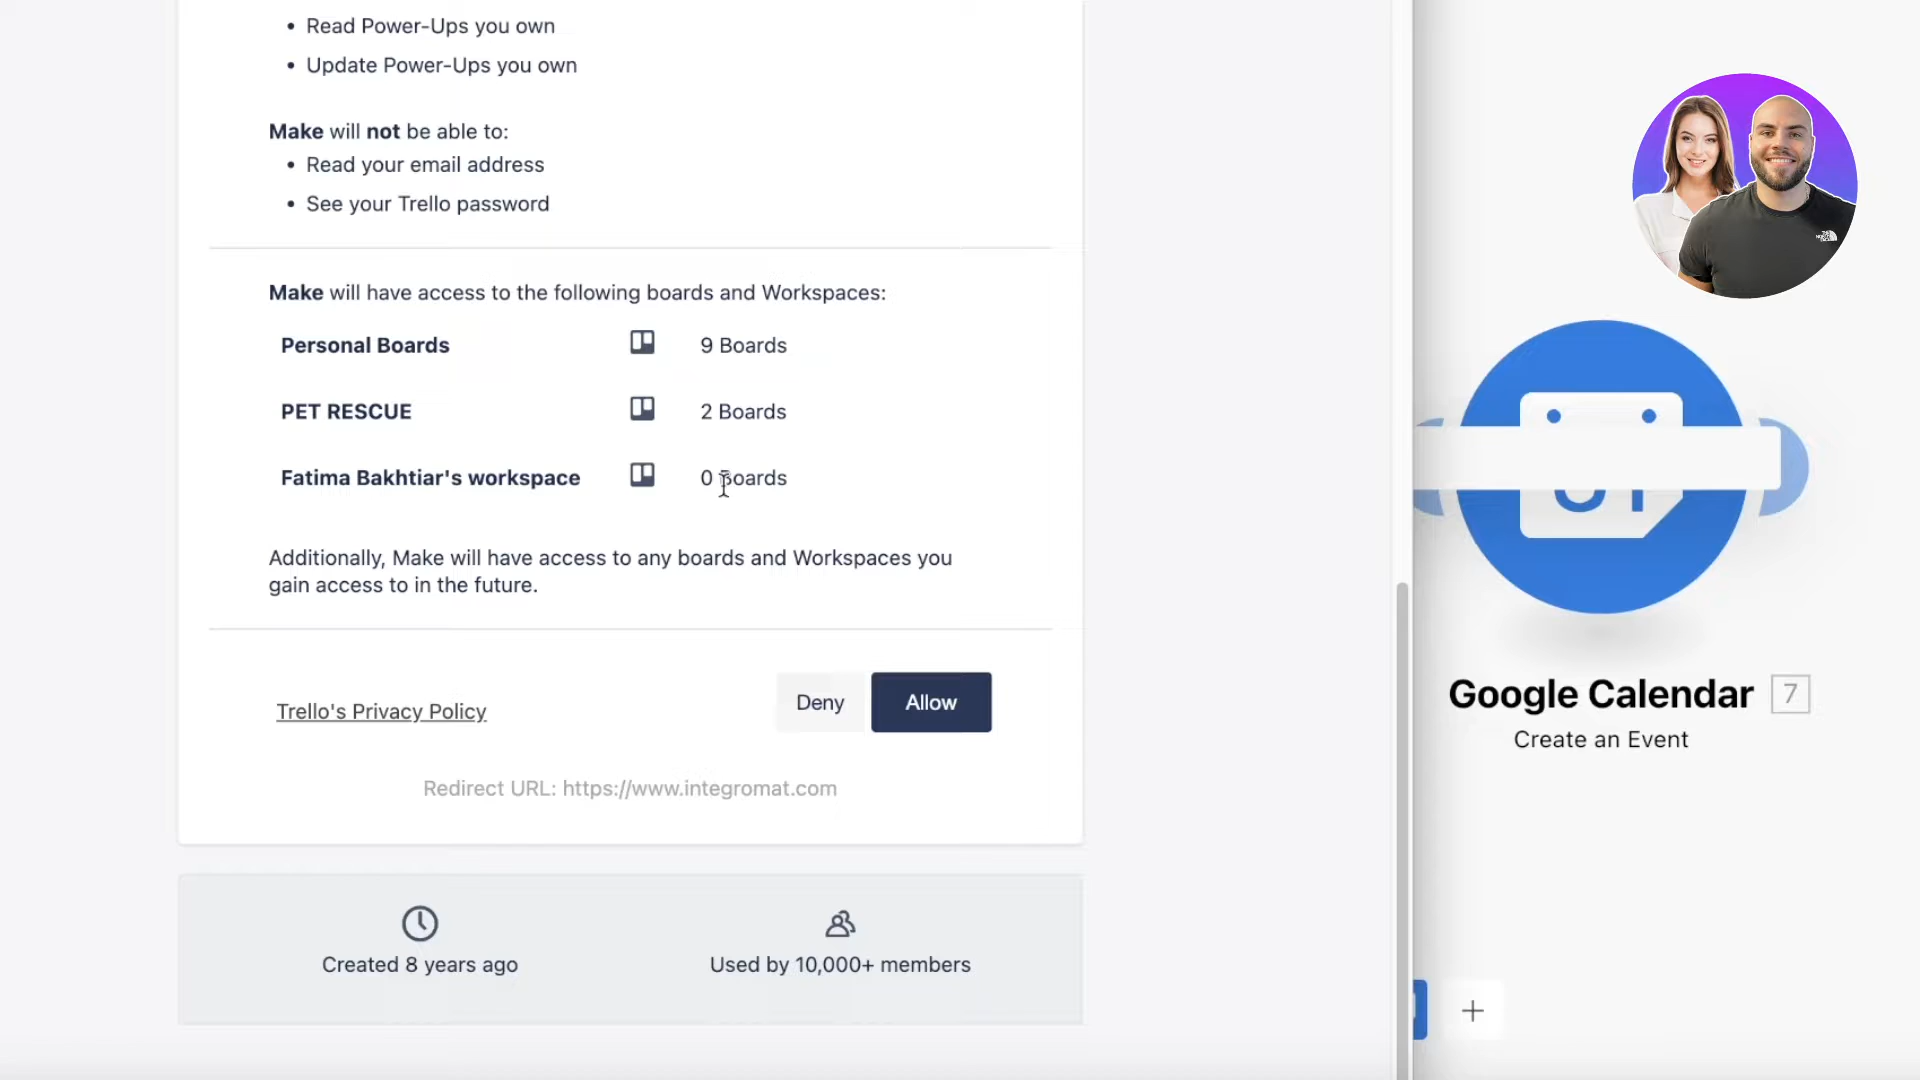 • Read Power-Ups you own
• Update Power-Ups you own
Make will not be able to:
• Read your email address
• See your Trello password
Make will have access to the following boards and Workspaces:
Personal Boards 9 Boards
PET RESCUE 2 Boards
Fatima Bakhtiar's workspace 0 Boards
Additionally, Make will have access to any boards and Workspaces you
gain access to in the future.
Trello's Privacy Policy
Deny
Allow
Redirect URL: https://www.integromat.com
Created 8 years ago
Used by 10,000+ members
THE NORTH FACE
Google Calendar 7
Create an Event